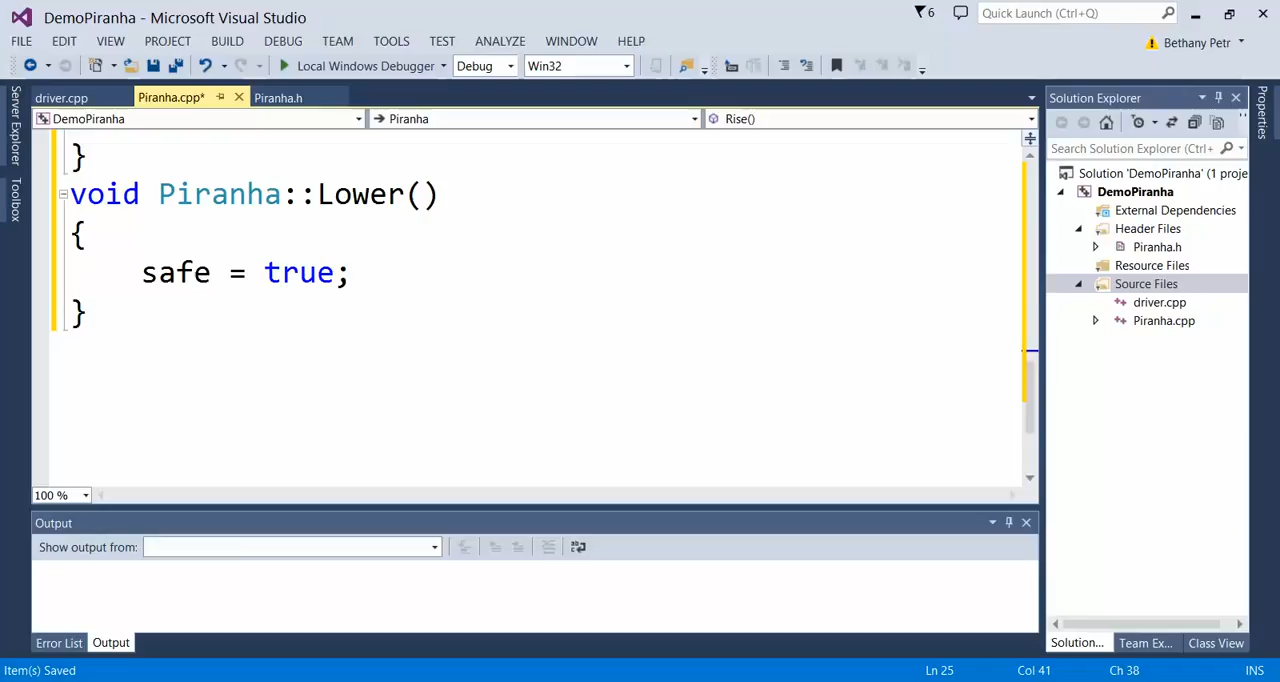 DemoPiranha - Microsoft Visual Studio
6
Quick Launch (Ctrl+Q)
FILE EDIT VIEW PROJECT BUILD DEBUG TEAM TOOLS TEST ANALYZE WINDOW HELP
Bethany Petr
Local Windows Debugger Debug Win32
Server Explorer
Toolbox
driver.cpp Piranha.cpp* Piranha.h
DemoPiranha Piranha Rise()
}
void Piranha::Lower()
{
safe = true;
}
100 %
Output
Show output from:
Error List Output
Solution Explorer
Search Solution Explorer (Ctrl+
Solution 'DemoPiranha' (1 proje
DemoPiranha
External Dependencies
Header Files
Piranha.h
Resource Files
Source Files
driver.cpp
Piranha.cpp
Solution... Team Ex... Class View
Properties
Item(s) Saved Ln 25 Col 41 Ch 38 INS